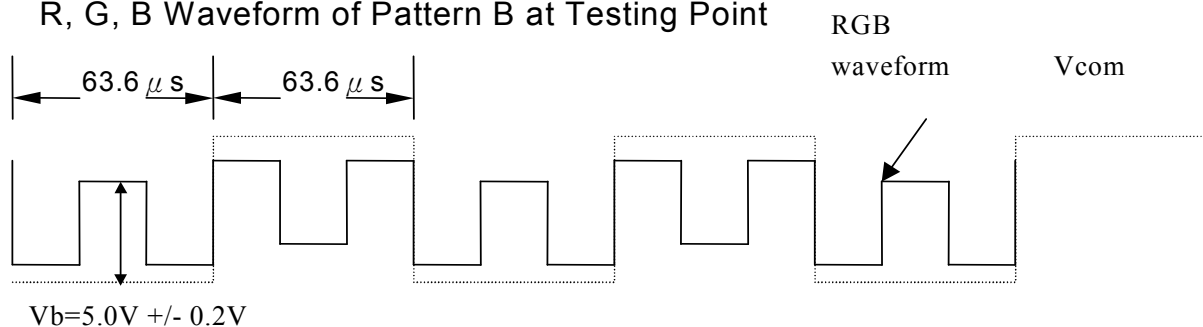 R, G, B Waveform of Pattern B at Testing Point
RGB
waveform
Vcom
63.6 μ s
63.6 μ s
Vb=5.0V +/- 0.2V